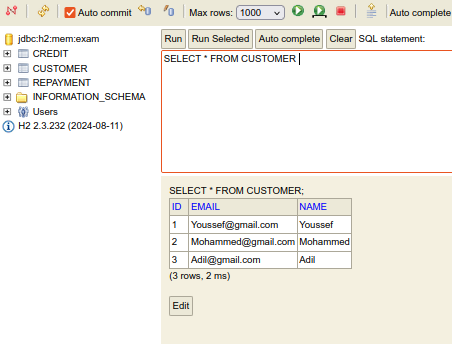 Auto commit
Max rows: 1000
Auto complete
jdbc:h2:mem:exam
CREDIT
CUSTOMER
REPAYMENT
INFORMATION_SCHEMA
Users
H2 2.3.232 (2024-08-11)
Run Run Selected Auto complete Clear SQL statement:
SELECT * FROM CUSTOMER
SELECT * FROM CUSTOMER;
ID EMAIL NAME
1 Youssef@gmail.com Youssef
2 Mohammed@gmail.com Mohammed
3 Adil@gmail.com Adil
(3 rows, 2 ms)
Edit